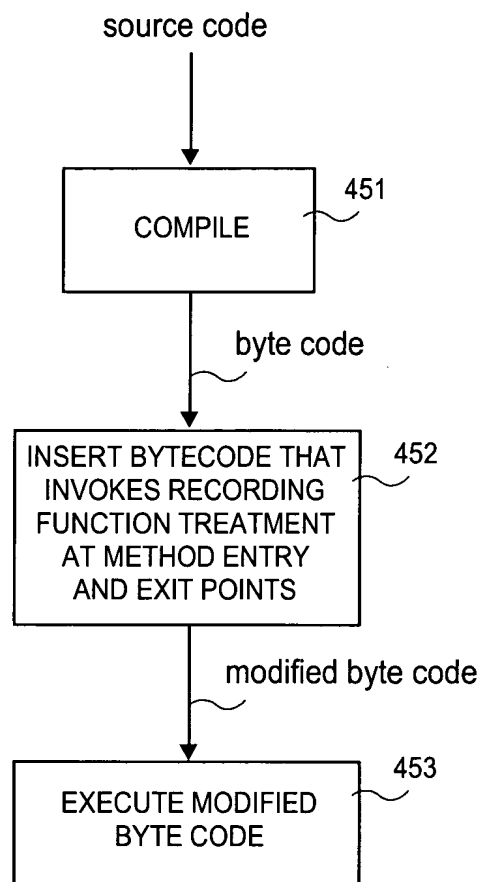 source code
451
COMPILE
byte code
INSERT BYTECODE THAT
INVOKES RECORDING
FUNCTION TREATMENT
AT METHOD ENTRY
AND EXIT POINTS
452
modified byte code
453
EXECUTE MODIFIED
BYTE CODE